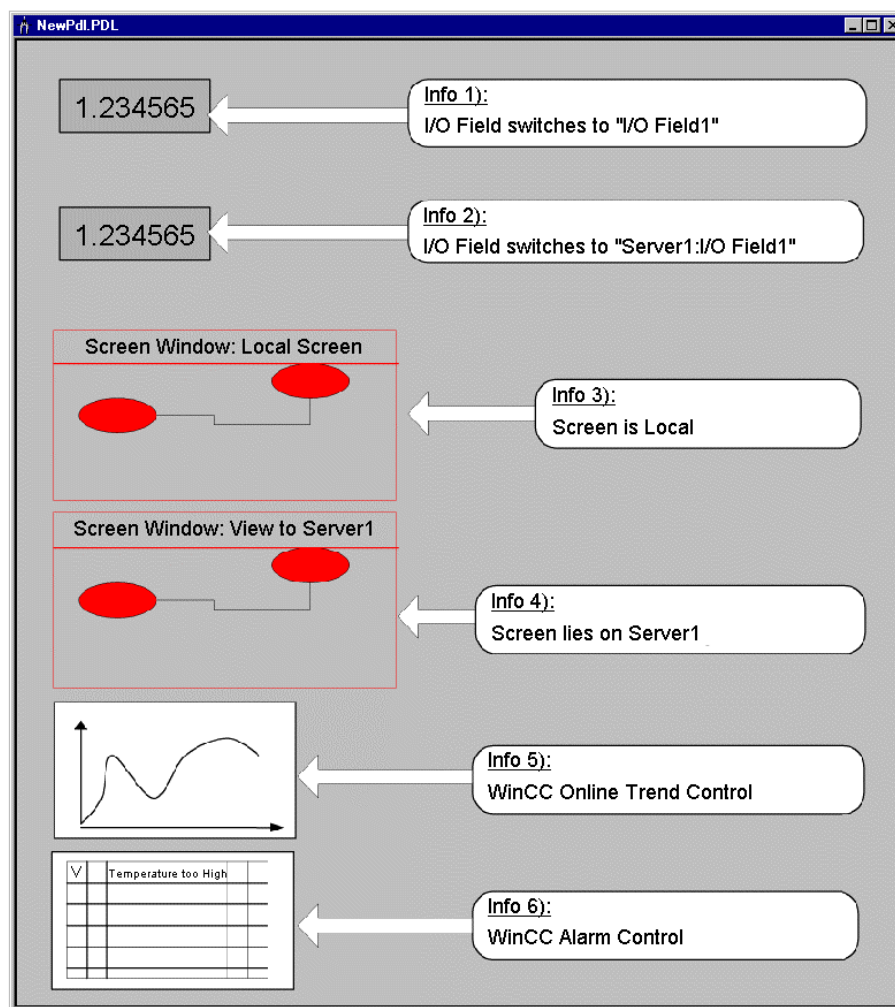 NewPdl.PDL
1.234565
Info 1):
I/O Field switches to "I/O Field1"
1.234565
Info 2):
I/O Field switches to "Server1:I/O Field1"
Screen Window: Local Screen
Info 3):
Screen is Local
Screen Window: View to Server1
Info 4):
Screen lies on Server1
Info 5):
WinCC Online Trend Control
V
Temperature too High
Info 6):
WinCC Alarm Control